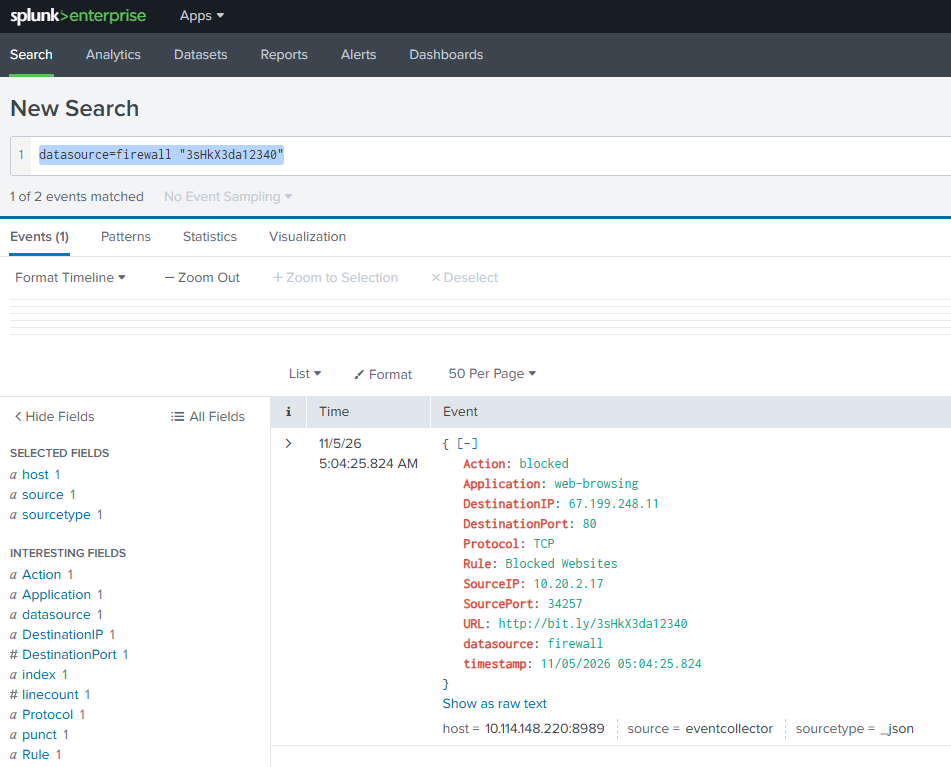 splunk>enterprise Apps
Search Analytics Datasets Reports Alerts Dashboards
New Search
1 datasource=firewall "3sHkX3da12340"
1 of 2 events matched No Event Sampling
Events (1) Patterns Statistics Visualization
Format Timeline — Zoom Out + Zoom to Selection × Deselect
List Format 50 Per Page
< Hide Fields All Fields
i Time Event
SELECTED FIELDS
a host 1
a source 1
a sourcetype 1
INTERESTING FIELDS
a Action 1
a Application 1
a datasource 1
a DestinationIP 1
# DestinationPort 1
a index 1
# linecount 1
a Protocol 1
a punct 1
a Rule 1
> 11/5/26
5:04:25.824 AM
{ [-]
Action: blocked
Application: web-browsing
DestinationIP: 67.199.248.11
DestinationPort: 80
Protocol: TCP
Rule: Blocked Websites
SourceIP: 10.20.2.17
SourcePort: 34257
URL: http://bit.ly/3sHkX3da12340
datasource: firewall
timestamp: 11/05/2026 05:04:25.824
}
Show as raw text
host = 10.114.148.220:8989 source = eventcollector sourcetype = _json